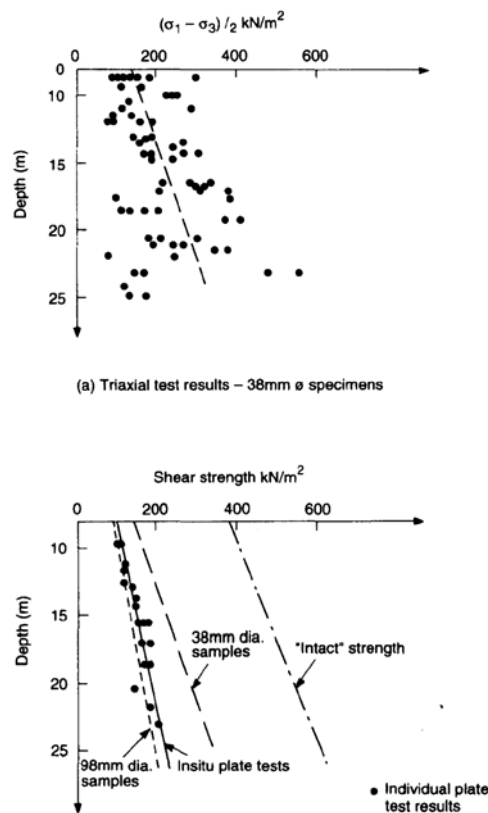 (σ1 – σ3) /2 kN/m2
0 200 400 600
0
10
15
20
25
Depth (m)
(a) Triaxial test results – 38mm ø specimens
Shear strength kN/m2
0 200 400 600
10
15
20
25
Depth (m)
38mm dia.
samples
"Intact" strength
98mm dia.
samples
Insitu plate tests
Individual plate
test results